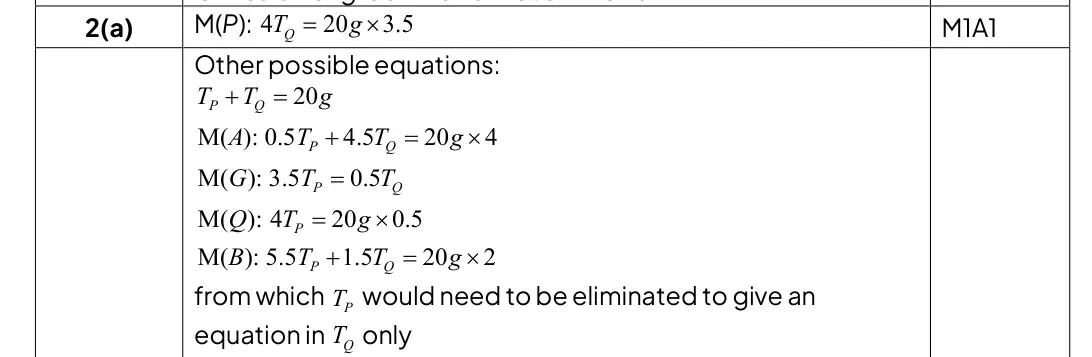 2(a) M(P): 4T_Q = 20g × 3.5 M1A1
Other possible equations:
T_P + T_Q = 20g
M(A): 0.5T_P + 4.5T_Q = 20g × 4
M(G): 3.5T_P = 0.5T_Q
M(Q): 4T_P = 20g × 0.5
M(B): 5.5T_P + 1.5T_Q = 20g × 2
from which T_P would need to be eliminated to give an
equation in T_Q only